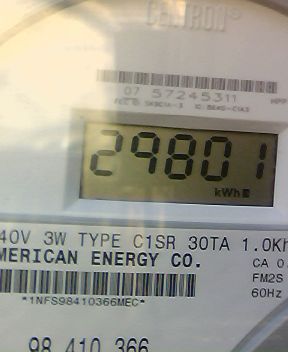 CENTRON®
07 57245311
29801
kWh
40V 3W TYPE C1SR 30TA 1.0Kh
MERICAN ENERGY CO.
CA 0.
FM2S
60Hz
*1NFS98410366MEC*
98 410 366